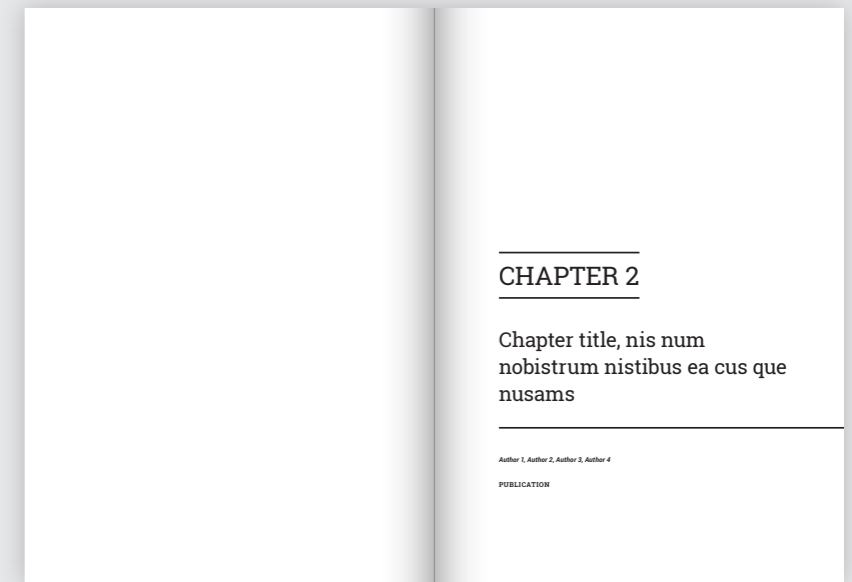 CHAPTER 2
Chapter title, nis num
nobistrum nistibus ea cus que
nusams
Author 1, Author 2, Author 3, Author 4
PUBLICATION